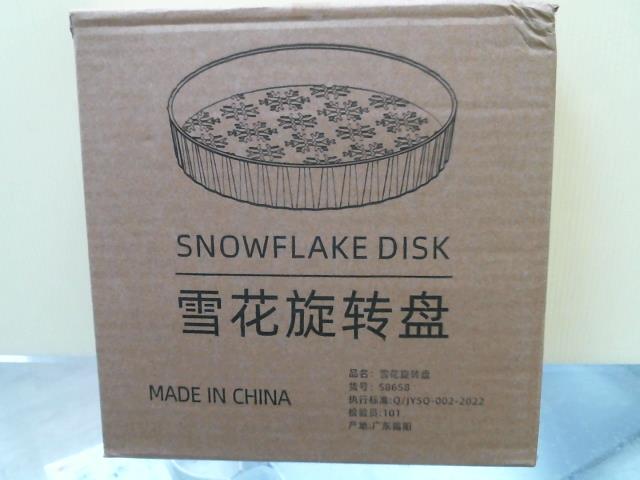 SNOWFLAKE DISK
雪花旋转盘
品名：雪花旋转盘
货号：S8658
执行标准:Q/JYSQ-002-2022
MADE IN CHINA
检验员:101
产地:广东揭阳